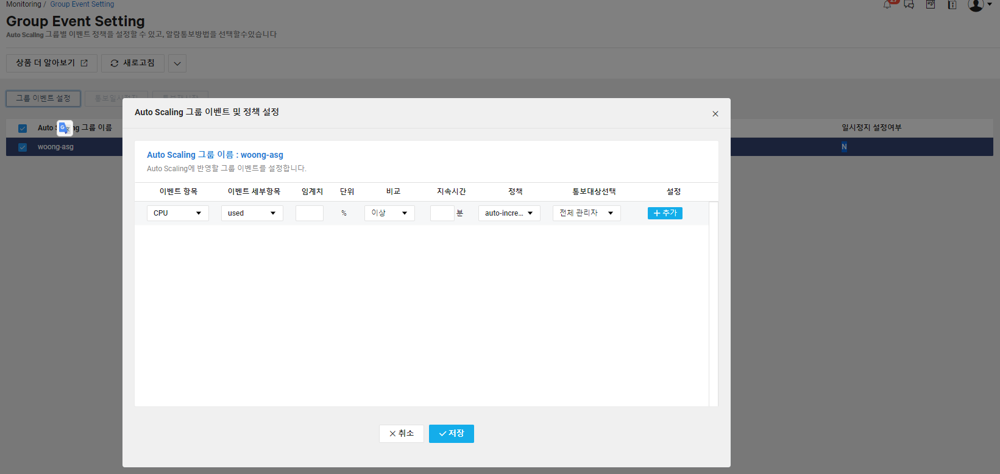 Monitoring / Group Event Setting
27
Group Event Setting
Auto Scaling 그룹별 이벤트 정책을 설정할 수 있고, 알람통보방법을 선택할수있습니다
상품 더 알아보기
새로고침
그룹 이벤트 설정
Auto Scaling 그룹 이벤트 및 정책 설정
그룹 이름
일시정지 설정여부
woong-asg
N
Auto Scaling 그룹 이름 : woong-asg
Auto Scaling에 반영할 그룹 이벤트를 설정합니다.
이벤트 항목 이벤트 세부항목 임계치 단위 비교 지속시간 정책 통보대상선택 설정
CPU used % 이상 분 auto-incre... 전체 관리자 + 추가
취소 저장